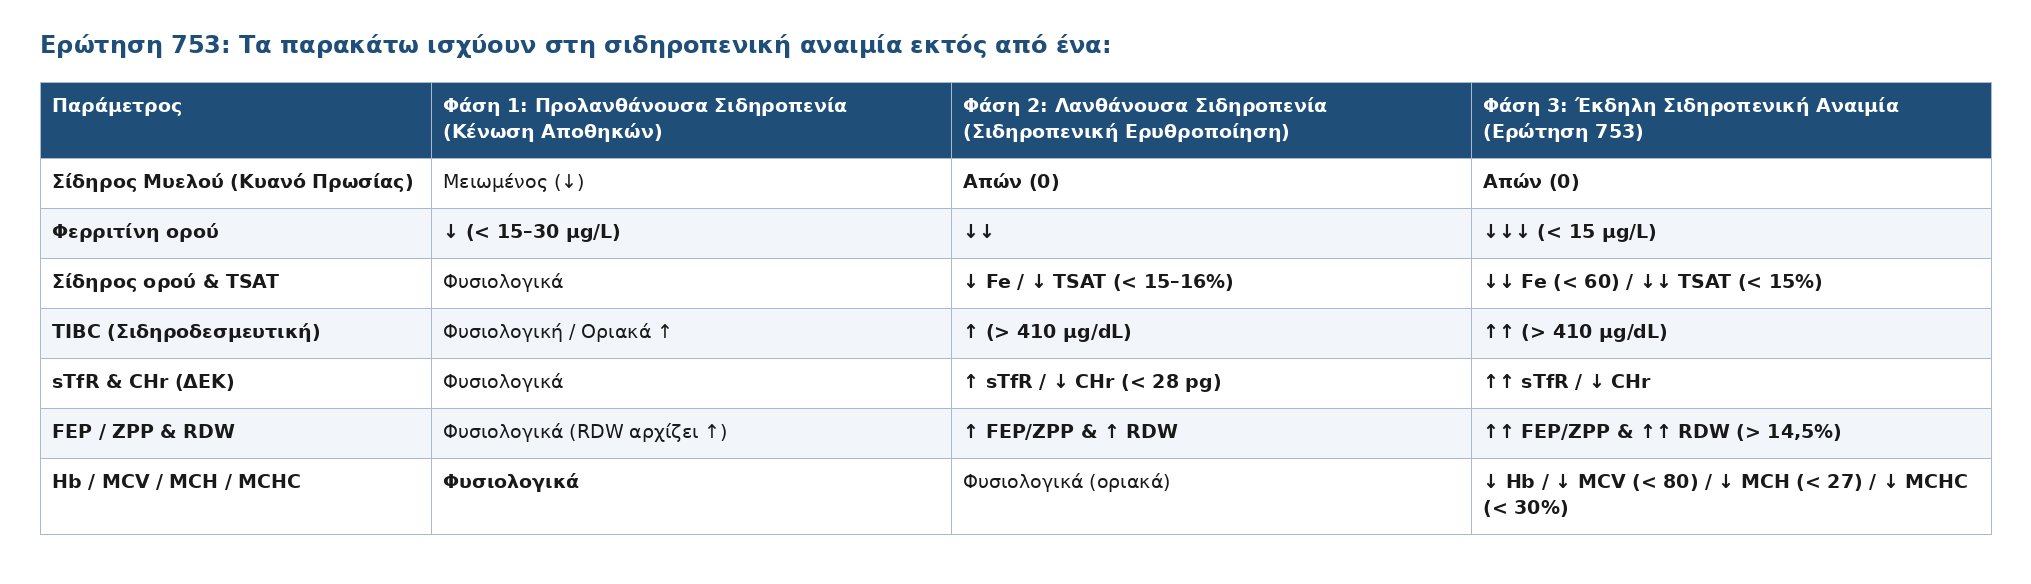 Ερώτηση 753: Τα παρακάτω ισχύουν στη σιδηροπενική αναιμία εκτός από ένα:
Παράμετρος
Φάση 1: Προλανθάνουσα Σιδηροπενία
(Κένωση Αποθηκών)
Φάση 2: Λανθάνουσα Σιδηροπενία
(Σιδηροπενική Ερυθροποίηση)
Φάση 3: Έκδηλη Σιδηροπενική Αναιμία
(Ερώτηση 753)
Σίδηρος Μυελού (Κυανό Πρωσίας)
Μειωμένος (↓)
Απών (0)
Απών (0)
Φερριτίνη ορού
↓ (< 15–30 μg/L)
↓↓
↓↓↓ (< 15 μg/L)
Σίδηρος ορού & TSAT
Φυσιολογικά
↓ Fe / ↓ TSAT (< 15–16%)
↓↓ Fe (< 60) / ↓↓ TSAT (< 15%)
TIBC (Σιδηροδεσμευτική)
Φυσιολογική / Οριακά ↑
↑ (> 410 μg/dL)
↑↑ (> 410 μg/dL)
sTfR & CHr (ΔΕΚ)
Φυσιολογικά
↑ sTfR / ↓ CHr (< 28 pg)
↑↑ sTfR / ↓ CHr
FEP / ZPP & RDW
Φυσιολογικά (RDW αρχίζει ↑)
↑ FEP/ZPP & ↑ RDW
↑↑ FEP/ZPP & ↑↑ RDW (> 14,5%)
Hb / MCV / MCH / MCHC
Φυσιολογικά
Φυσιολογικά (οριακά)
↓ Hb / ↓ MCV (< 80) / ↓ MCH (< 27) / ↓ MCHC
(< 30%)